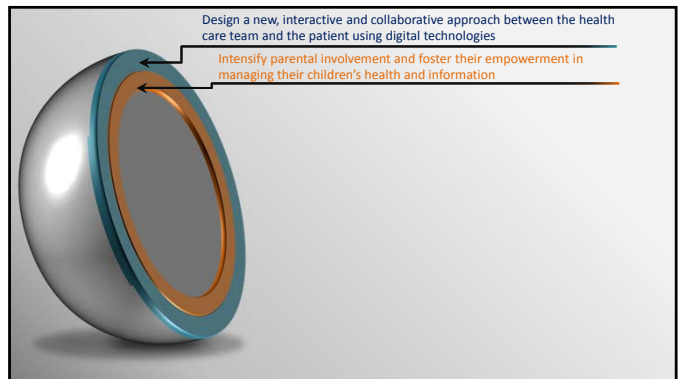 Design a new, interactive and collaborative approach between the health
care team and the patient using digital technologies
Intensify parental involvement and foster their empowerment in
managing their children's health and information